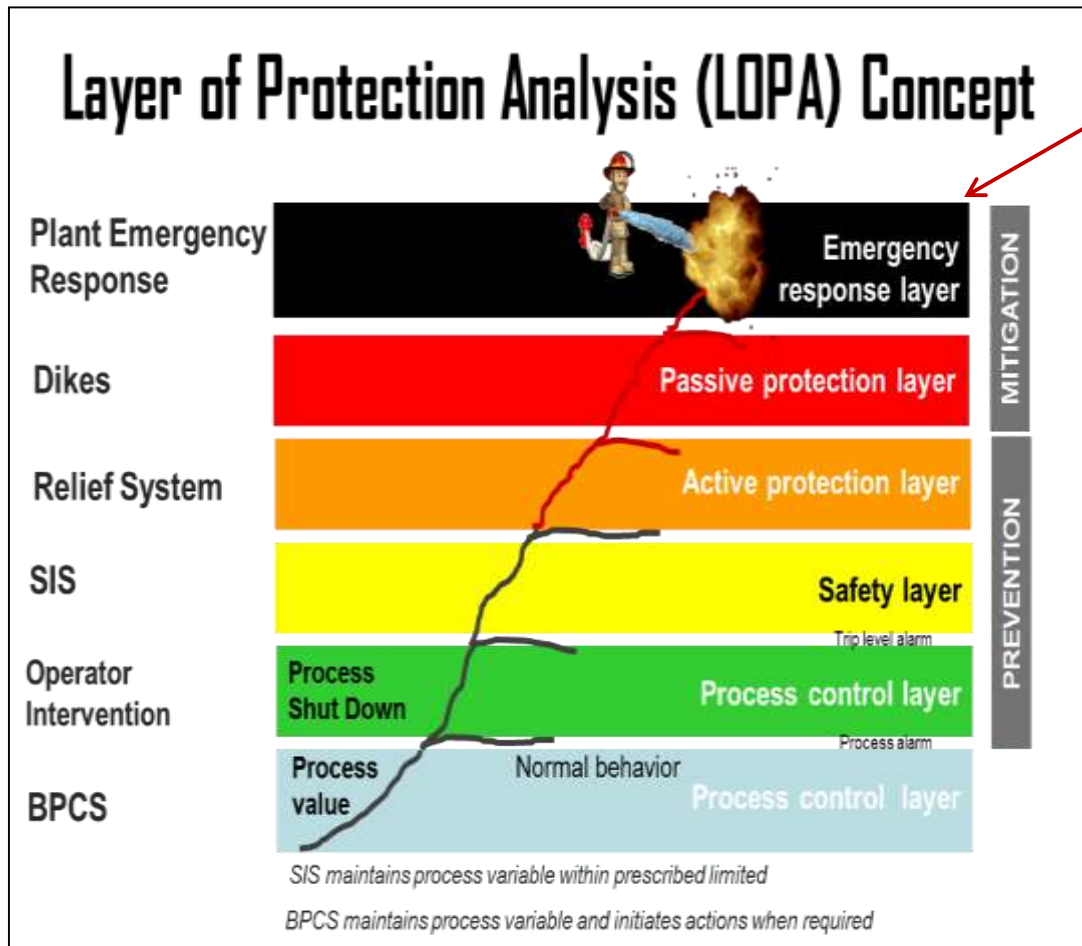 Layer of Protection Analysis (LOPA) Concept
Plant Emergency
Response
Emergency
response layer
MITIGATION
Dikes
Passive protection layer
Relief System
Active protection layer
PREVENTION
SIS
Safety layer
Trip level alarm
Operator
Intervention
Process
Shut Down
Process control layer
Process alarm
BPCS
Process
value
Normal behavior
Process control layer
SIS maintains process variable within prescribed limited
BPCS maintains process variable and initiates actions when required